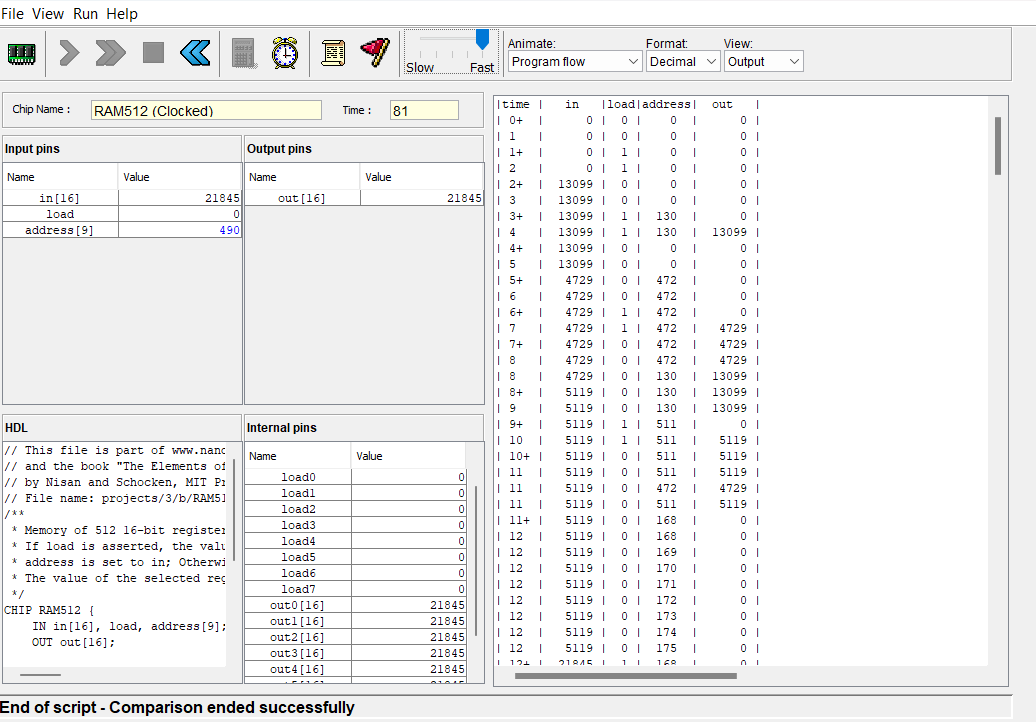 File View Run Help
Slow Fast
Animate: Format: View:
Program flow Decimal Output
Chip Name : RAM512 (Clocked) Time : 81
Input pins
Name Value
in[16] 21845
load 0
address[9] 490
Output pins
Name Value
out[16] 21845
HDL
// This file is part of www.nand
// and the book "The Elements of
// by Nisan and Schocken, MIT Pr
// File name: projects/3/b/RAM51
/**
* Memory of 512 16-bit register
* If load is asserted, the valu
* address is set to in; Otherwi
* The value of the selected reg
*/
CHIP RAM512 {
IN in[16], load, address[9];
OUT out[16];
Internal pins
Name Value
load0 0
load1 0
load2 0
load3 0
load4 0
load5 0
load6 0
load7 0
out0[16] 21845
out1[16] 21845
out2[16] 21845
out3[16] 21845
out4[16] 21845
|time | in |load|address| out |
| 0+ | 0 | 0 | 0 | 0 |
| 1 | 0 | 0 | 0 | 0 |
| 1+ | 0 | 1 | 0 | 0 |
| 2 | 0 | 1 | 0 | 0 |
| 2+ | 13099 | 0 | 0 | 0 |
| 3 | 13099 | 0 | 0 | 0 |
| 3+ | 13099 | 1 | 130 | 0 |
| 4 | 13099 | 1 | 130 | 13099 |
| 4+ | 13099 | 0 | 0 | 0 |
| 5 | 13099 | 0 | 0 | 0 |
| 5+ | 4729 | 0 | 472 | 0 |
| 6 | 4729 | 0 | 472 | 0 |
| 6+ | 4729 | 1 | 472 | 0 |
| 7 | 4729 | 1 | 472 | 4729 |
| 7+ | 4729 | 0 | 472 | 4729 |
| 8 | 4729 | 0 | 472 | 4729 |
| 8 | 4729 | 0 | 130 | 13099 |
| 8+ | 5119 | 0 | 130 | 13099 |
| 9 | 5119 | 0 | 130 | 13099 |
| 9+ | 5119 | 1 | 511 | 0 |
| 10 | 5119 | 1 | 511 | 5119 |
| 10+ | 5119 | 0 | 511 | 5119 |
| 11 | 5119 | 0 | 511 | 5119 |
| 11 | 5119 | 0 | 472 | 4729 |
| 11 | 5119 | 0 | 511 | 5119 |
| 11+ | 5119 | 0 | 168 | 0 |
| 12 | 5119 | 0 | 168 | 0 |
| 12 | 5119 | 0 | 169 | 0 |
| 12 | 5119 | 0 | 170 | 0 |
| 12 | 5119 | 0 | 171 | 0 |
| 12 | 5119 | 0 | 172 | 0 |
| 12 | 5119 | 0 | 173 | 0 |
| 12 | 5119 | 0 | 174 | 0 |
| 12 | 5119 | 0 | 175 | 0 |
| 12+ | 21845 | 1 | 168 | 0 |
End of script - Comparison ended successfully